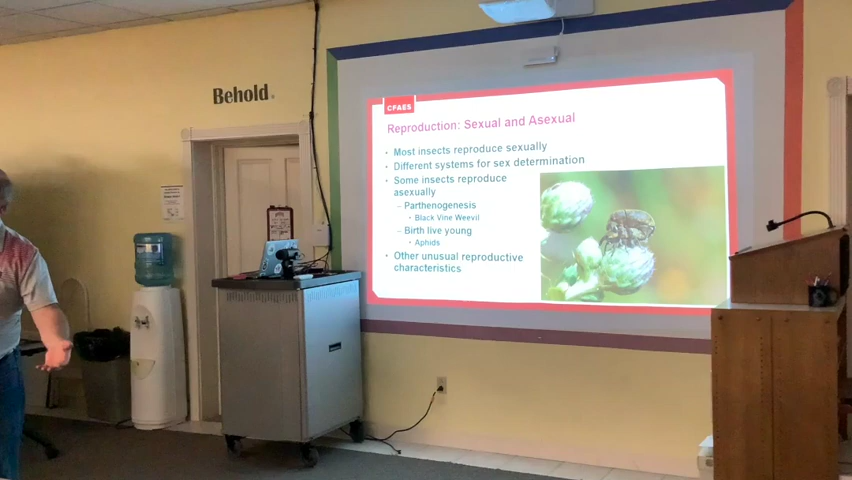 Behold.
CFAES
Reproduction: Sexual and Asexual
• Most insects reproduce sexually
• Different systems for sex determination
• Some insects reproduce
asexually
– Parthenogenesis
• Black Vine Weevil
– Birth live young
• Aphids
• Other unusual reproductive
characteristics